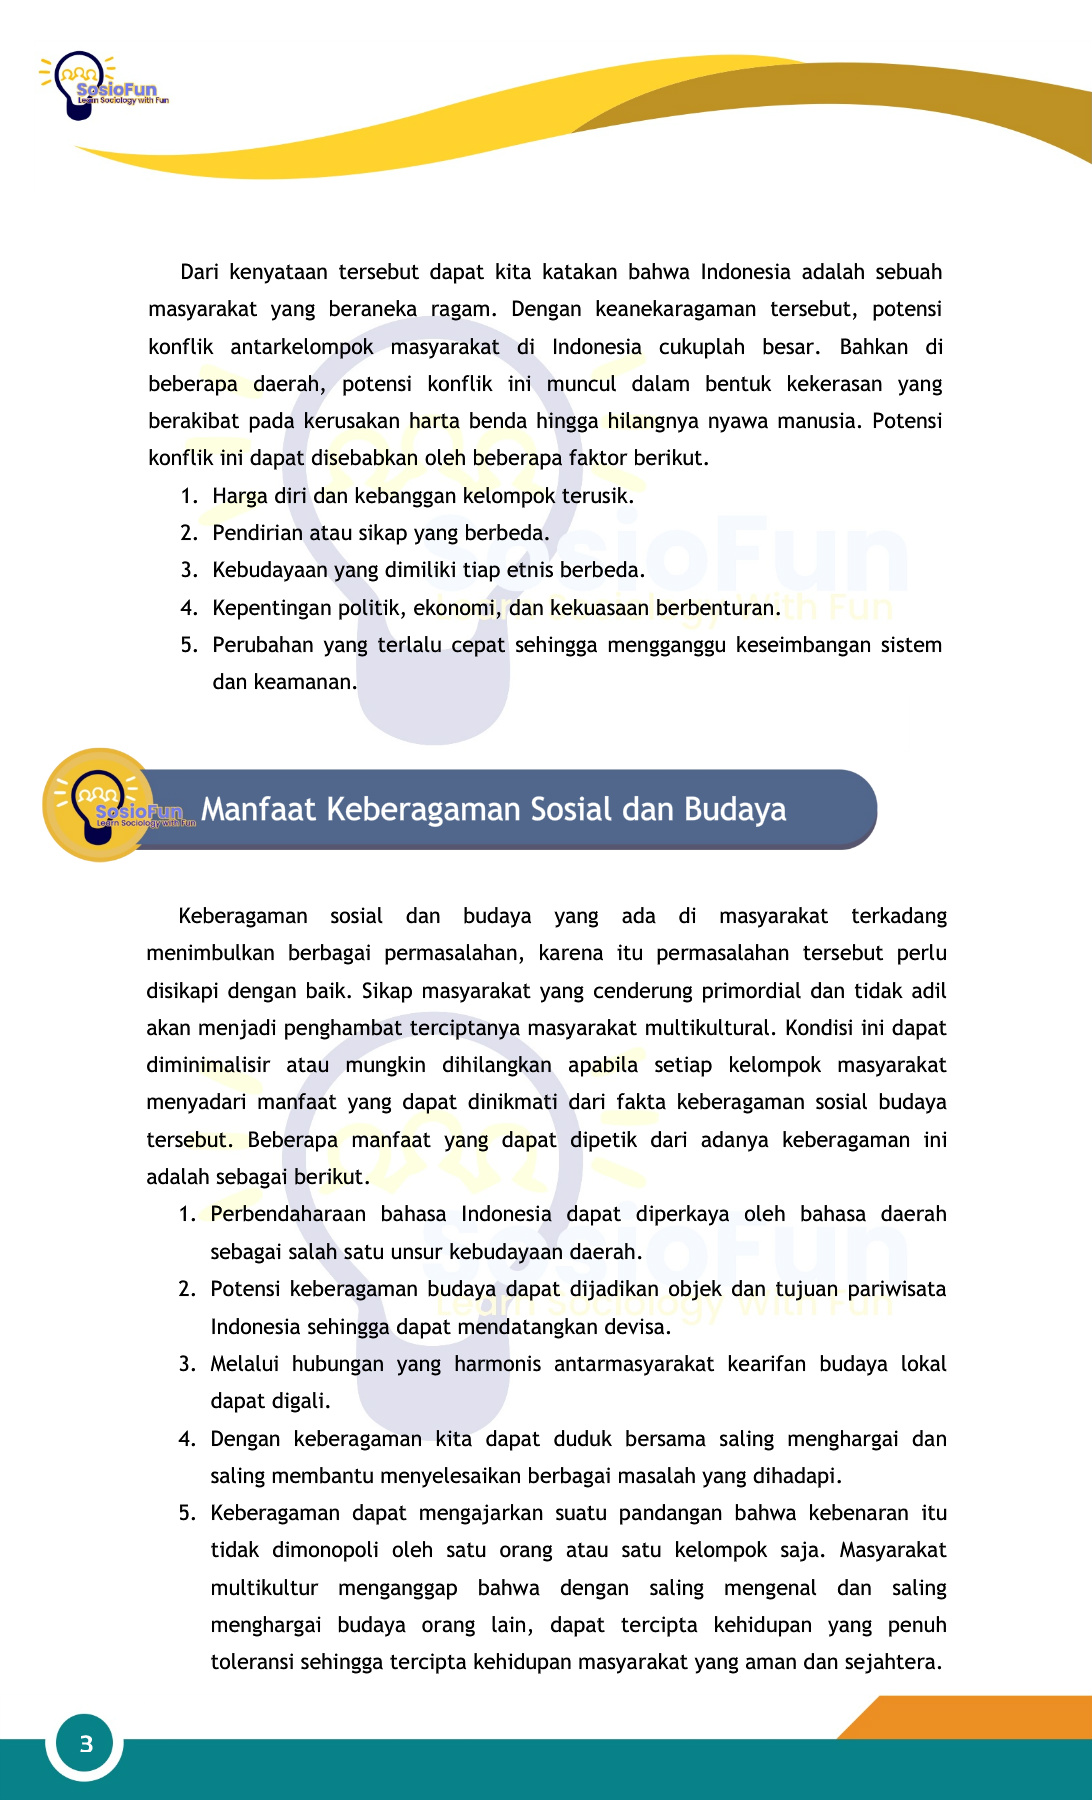 SosioFun
Learn Sociology with Fun
Dari kenyataan tersebut dapat kita katakan bahwa Indonesia adalah sebuah
masyarakat yang beraneka ragam. Dengan keanekaragaman tersebut, potensi
konflik antarkelompok masyarakat di Indonesia cukuplah besar. Bahkan di
beberapa daerah, potensi konflik ini muncul dalam bentuk kekerasan yang
berakibat pada kerusakan harta benda hingga hilangnya nyawa manusia. Potensi
konflik ini dapat disebabkan oleh beberapa faktor berikut.
1. Harga diri dan kebanggan kelompok terusik.
2. Pendirian atau sikap yang berbeda.
3. Kebudayaan yang dimiliki tiap etnis berbeda.
4. Kepentingan politik, ekonomi, dan kekuasaan berbenturan.
5. Perubahan yang terlalu cepat sehingga mengganggu keseimbangan sistem
dan keamanan.
SosioFun
Learn Sociology With Fun
SosioFun
Learn Sociology with Fun
Manfaat Keberagaman Sosial dan Budaya
Keberagaman sosial dan budaya yang ada di masyarakat terkadang
menimbulkan berbagai permasalahan, karena itu permasalahan tersebut perlu
disikapi dengan baik. Sikap masyarakat yang cenderung primordial dan tidak adil
akan menjadi penghambat terciptanya masyarakat multikultural. Kondisi ini dapat
diminimalisir atau mungkin dihilangkan apabila setiap kelompok masyarakat
menyadari manfaat yang dapat dinikmati dari fakta keberagaman sosial budaya
tersebut. Beberapa manfaat yang dapat dipetik dari adanya keberagaman ini
adalah sebagai berikut.
1. Perbendaharaan bahasa Indonesia dapat diperkaya oleh bahasa daerah
sebagai salah satu unsur kebudayaan daerah.
2. Potensi keberagaman budaya dapat dijadikan objek dan tujuan pariwisata
Indonesia sehingga dapat mendatangkan devisa.
3. Melalui hubungan yang harmonis antarmasyarakat kearifan budaya lokal
dapat digali.
4. Dengan keberagaman kita dapat duduk bersama saling menghargai dan
saling membantu menyelesaikan berbagai masalah yang dihadapi.
5. Keberagaman dapat mengajarkan suatu pandangan bahwa kebenaran itu
tidak dimonopoli oleh satu orang atau satu kelompok saja. Masyarakat
multikultur menganggap bahwa dengan saling mengenal dan saling
menghargai budaya orang lain, dapat tercipta kehidupan yang penuh
toleransi sehingga tercipta kehidupan masyarakat yang aman dan sejahtera.
SosioFun
Learn Sociology With Fun
3